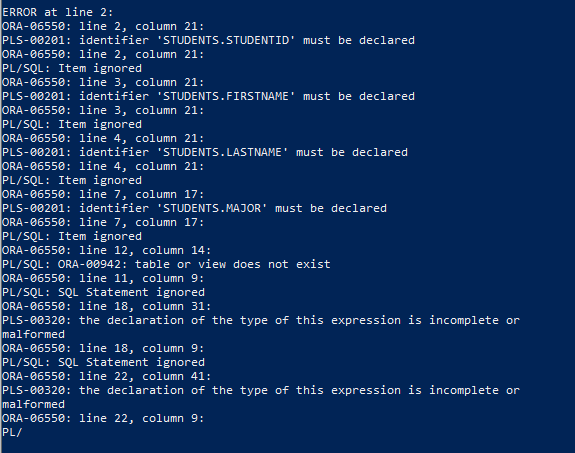 ERROR at line 2:
ORA-06550: line 2, column 21:
PLS-00201: identifier 'STUDENTS.STUDENTID' must be declared
ORA-06550: line 2, column 21:
PL/SQL: Item ignored
ORA-06550: line 3, column 21:
PLS-00201: identifier 'STUDENTS.FIRSTNAME' must be declared
ORA-06550: line 3, column 21:
PL/SQL: Item ignored
ORA-06550: line 4, column 21:
PLS-00201: identifier 'STUDENTS.LASTNAME' must be declared
ORA-06550: line 4, column 21:
PL/SQL: Item ignored
ORA-06550: line 7, column 17:
PLS-00201: identifier 'STUDENTS.MAJOR' must be declared
ORA-06550: line 7, column 17:
PL/SQL: Item ignored
ORA-06550: line 12, column 14:
PL/SQL: ORA-00942: table or view does not exist
ORA-06550: line 11, column 9:
PL/SQL: SQL Statement ignored
ORA-06550: line 18, column 31:
PLS-00320: the declaration of the type of this expression is incomplete or
malformed
ORA-06550: line 18, column 9:
PL/SQL: SQL Statement ignored
ORA-06550: line 22, column 41:
PLS-00320: the declaration of the type of this expression is incomplete or
malformed
ORA-06550: line 22, column 9:
PL/